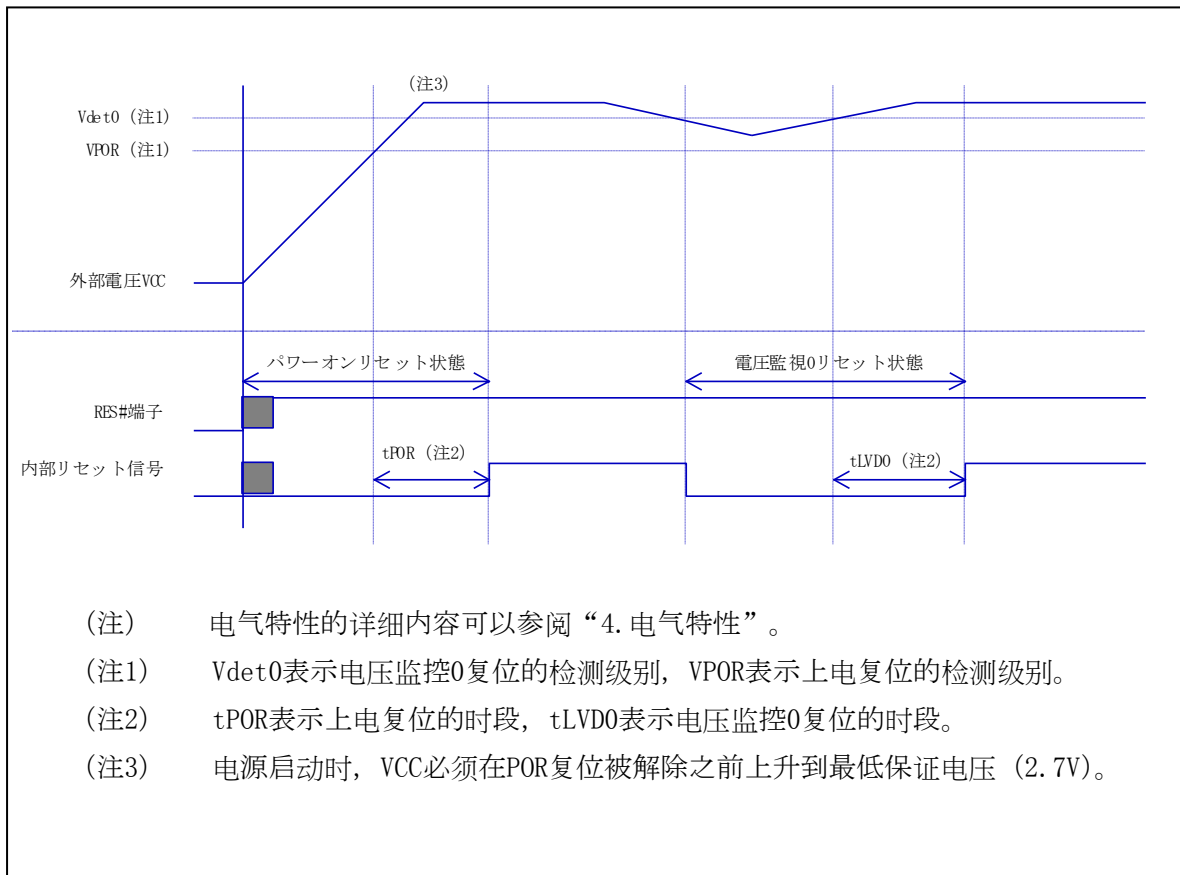 (注3)
Vdet0 (注1)
VPOR (注1)
外部電圧VCC
パワーオンリセット状態
電圧監視0リセット状態
RES#端子
内部リセット信号
tPOR (注2)
tLVD0 (注2)
(注) 电气特性的详细内容可以参阅“4.电气特性”。
(注1) Vdet0表示电压监控0复位的检测级别, VPOR表示上电复位的检测级别。
(注2) tPOR表示上电复位的时段, tLVD0表示电压监控0复位的时段。
(注3) 电源启动时, VCC必须在POR复位被解除之前上升到最低保证电压 (2.7V)。